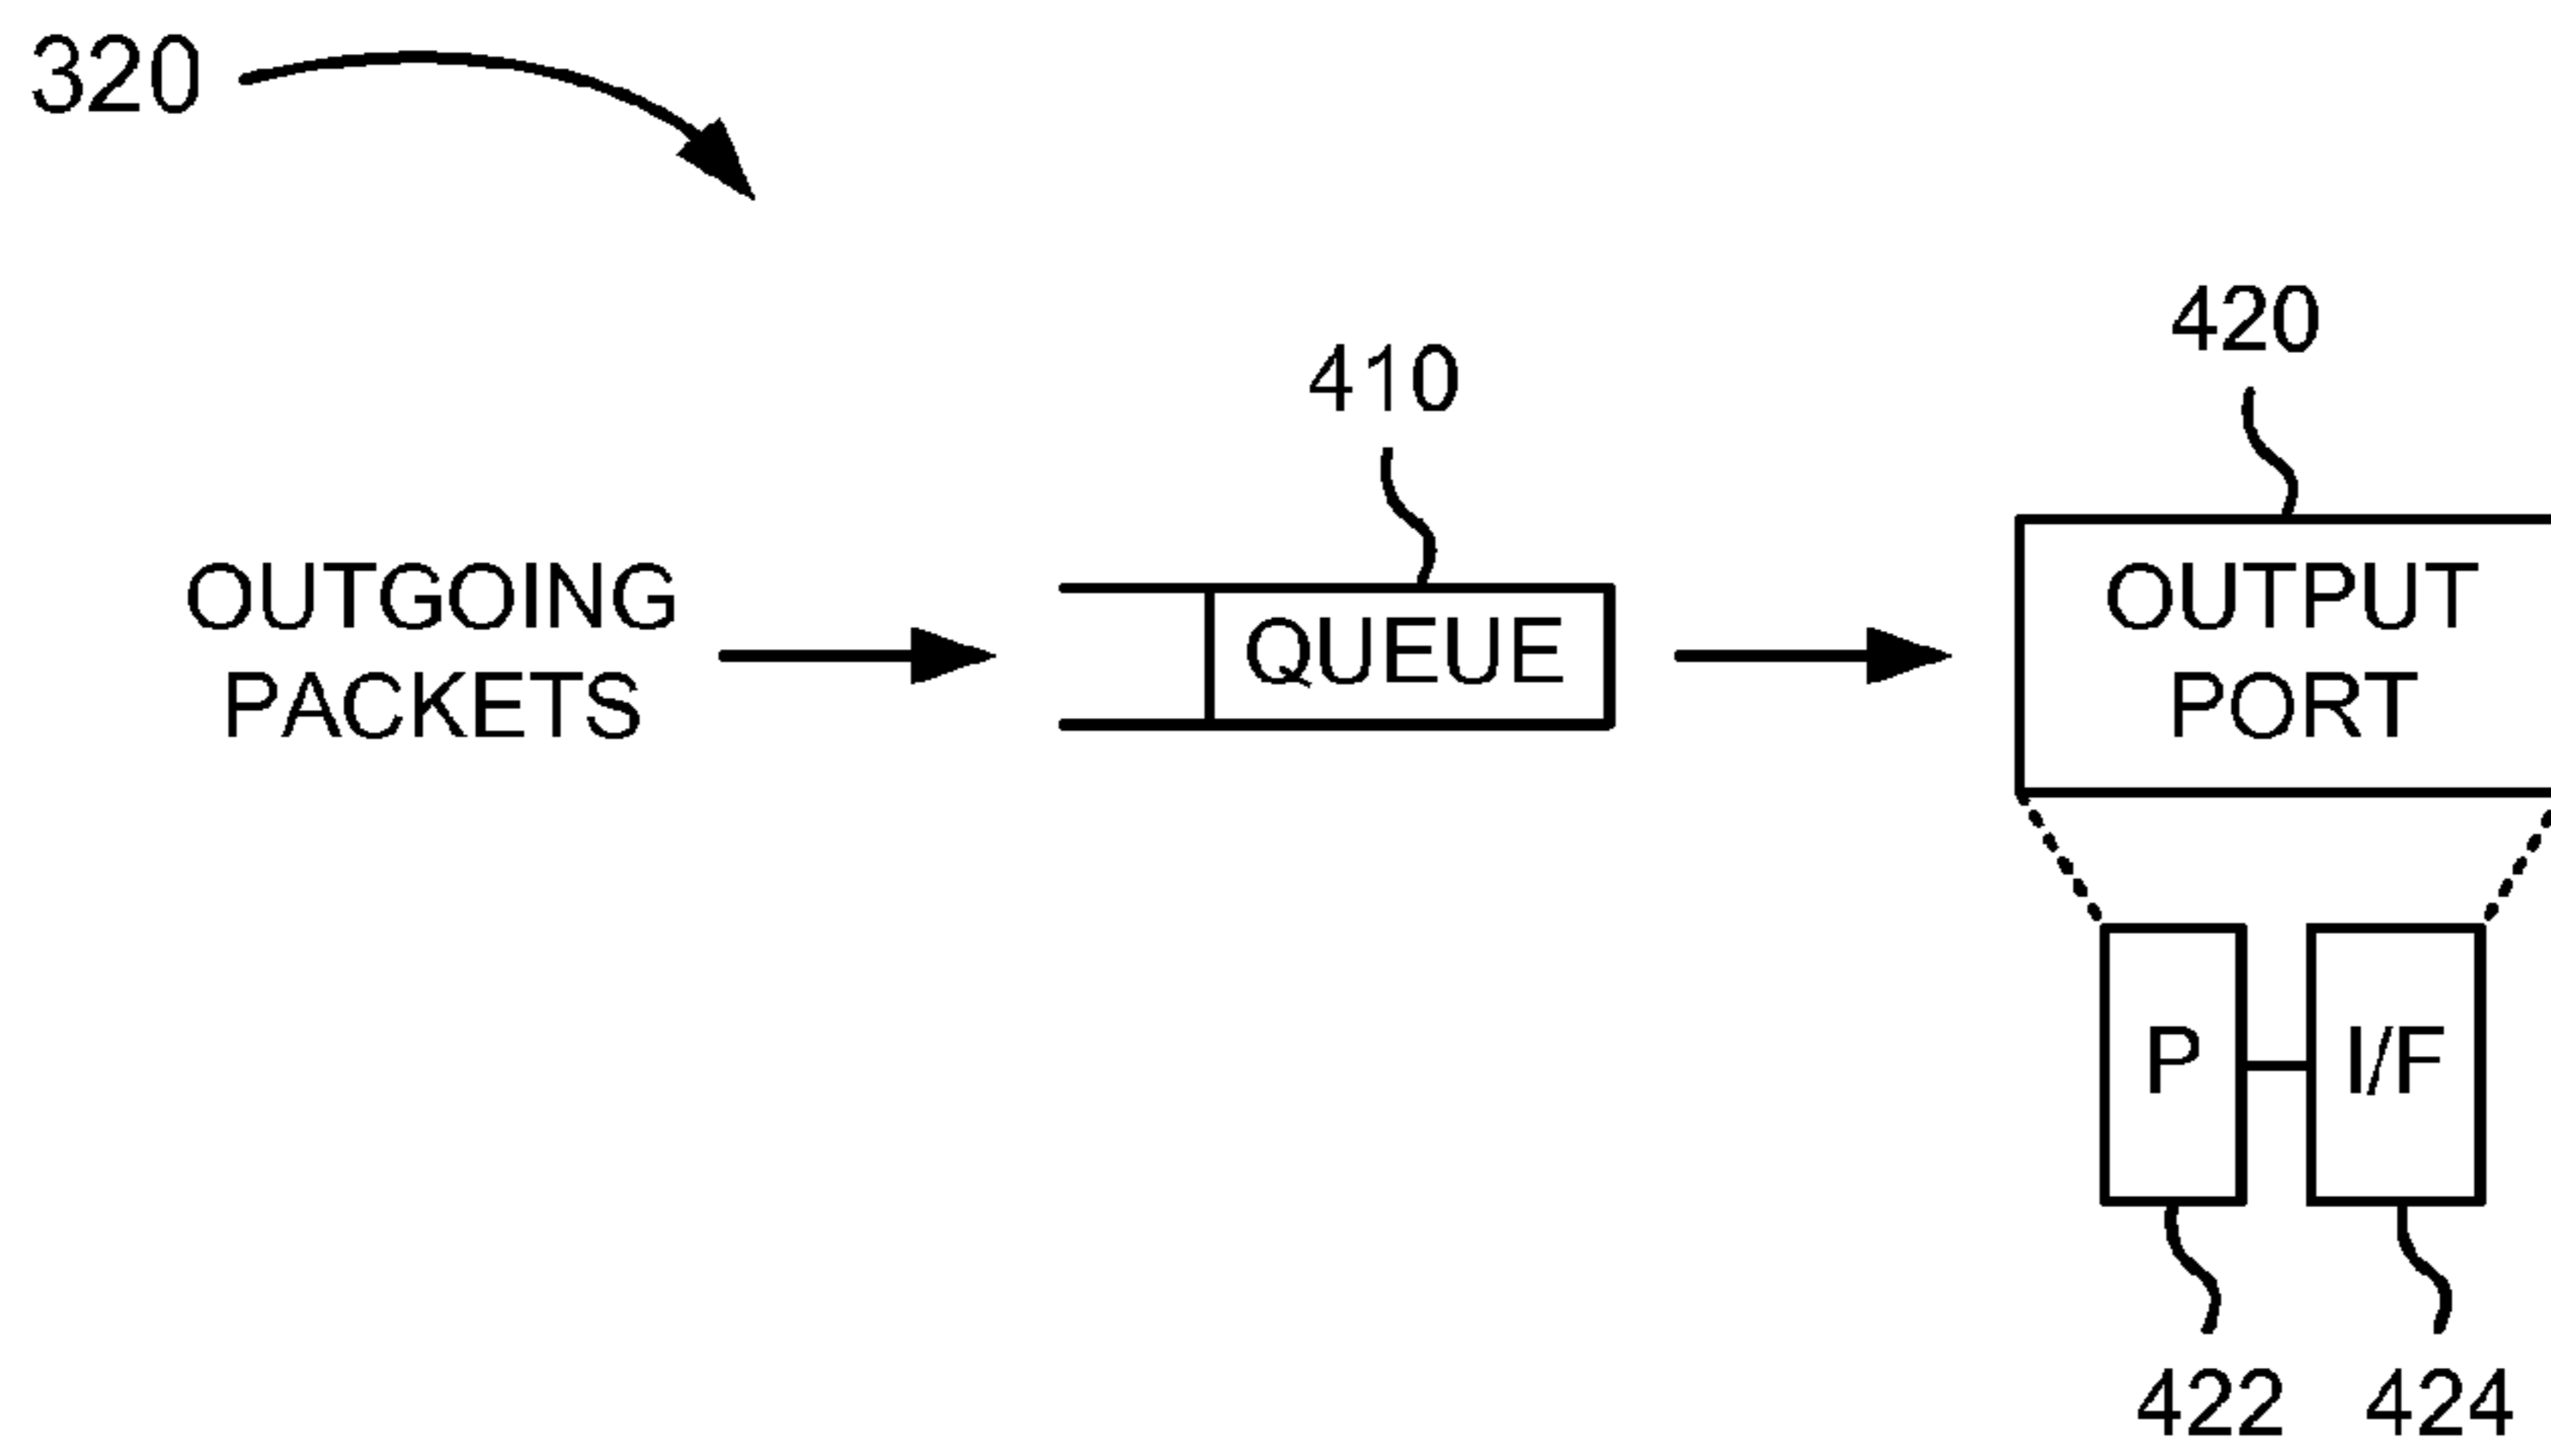 320
420
410
OUTGOING
PACKETS
QUEUE
OUTPUT
PORT
P
I/F
422
424